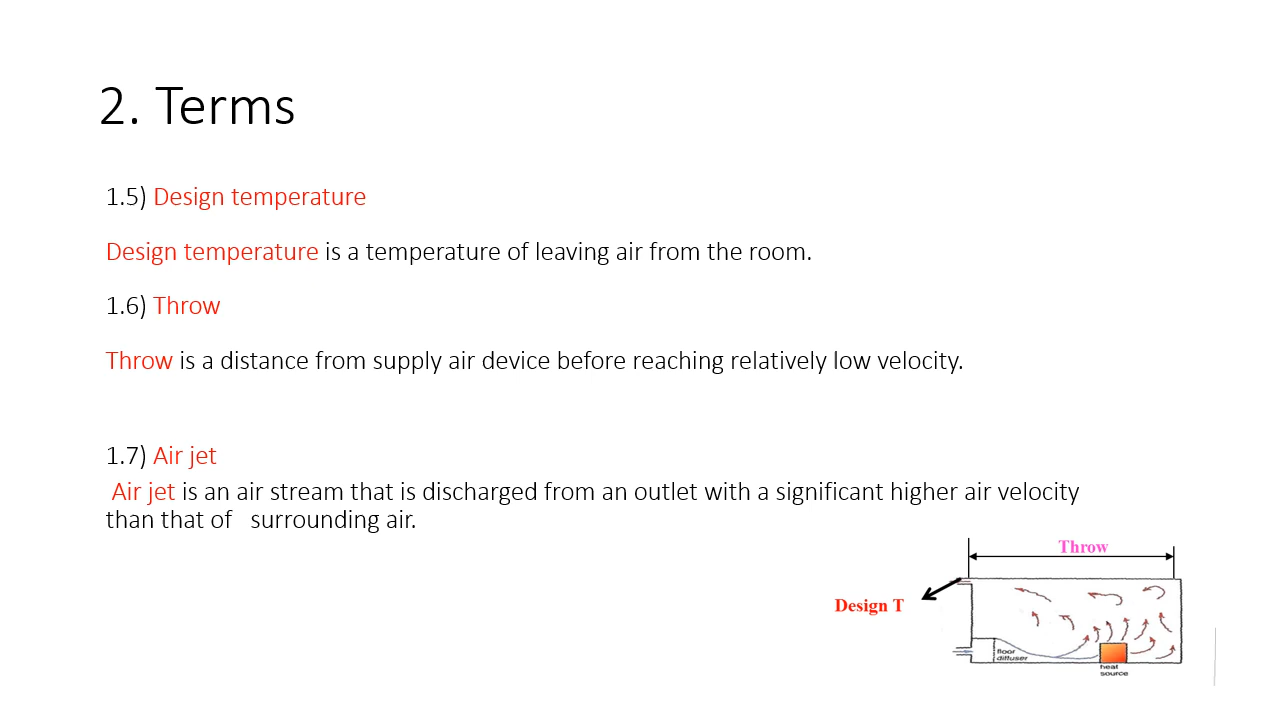 2. Terms
1.5) Design temperature
Design temperature is a temperature of leaving air from the room.
1.6) Throw
Throw is a distance from supply air device before reaching relatively low velocity.
1.7) Air jet
Air jet is an air stream that is discharged from an outlet with a significant higher air velocity
than that of surrounding air.
Throw
Design T
floor
diffuser
heat
source